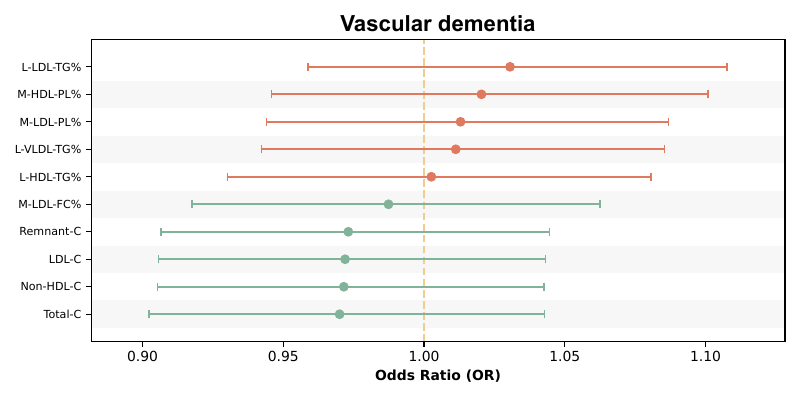 Vascular dementia
L-LDL-TG%
M-HDL-PL%
M-LDL-PL%
L-VLDL-TG%
L-HDL-TG%
M-LDL-FC%
Remnant-C
LDL-C
Non-HDL-C
Total-C
0.90 0.95 1.00 1.05 1.10
Odds Ratio (OR)